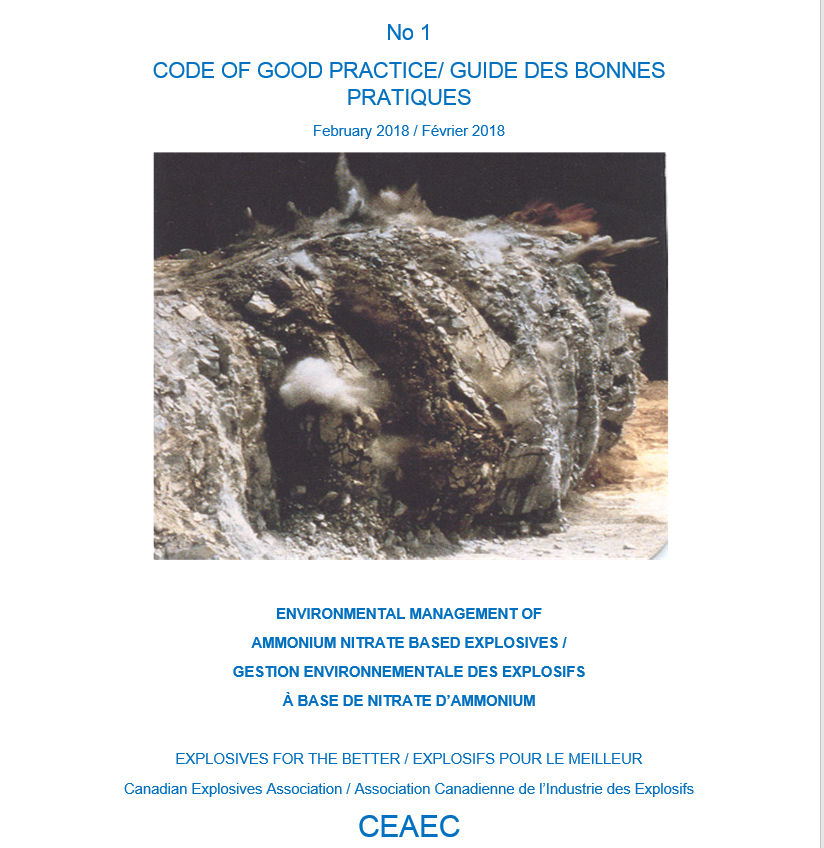 No 1
CODE OF GOOD PRACTICE/ GUIDE DES BONNES
PRATIQUES
February 2018 / Février 2018
ENVIRONMENTAL MANAGEMENT OF
AMMONIUM NITRATE BASED EXPLOSIVES /
GESTION ENVIRONNEMENTALE DES EXPLOSIFS
À BASE DE NITRATE D’AMMONIUM
EXPLOSIVES FOR THE BETTER / EXPLOSIFS POUR LE MEILLEUR
Canadian Explosives Association / Association Canadienne de l’Industrie des Explosifs
CEAEC